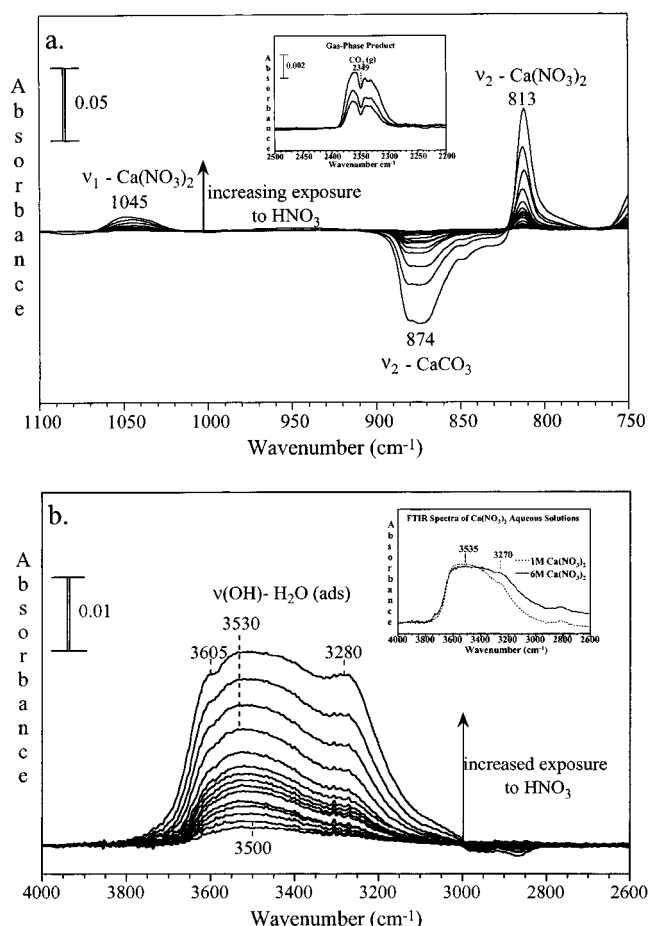 a.
Absorbance
0.05
ν1 - Ca(NO3)2
1045
increasing exposure
to HNO3
Gas-Phase Product
Absorbance
0.002
CO2 (g)
2349
2500 2450 2400 2350 2300 2250 2200
Wavenumber cm-1
ν2 - Ca(NO3)2
813
874
ν2 - CaCO3
1100 1050 1000 950 900 850 800 750
Wavenumber (cm-1)
b.
Absorbance
0.01
ν(OH)- H2O (ads)
3530
3605
3280
3500
FTIR Spectra of Ca(NO3)2 Aqueous Solutions
Absorbance
3535
3270
1M Ca(NO3)2
6M Ca(NO3)2
4000 3800 3600 3400 3200 3000 2800 2600
Wavenumber (cm-1)
increased exposure
to HNO3
4000 3800 3600 3400 3200 3000 2800 2600
Wavenumber (cm-1)